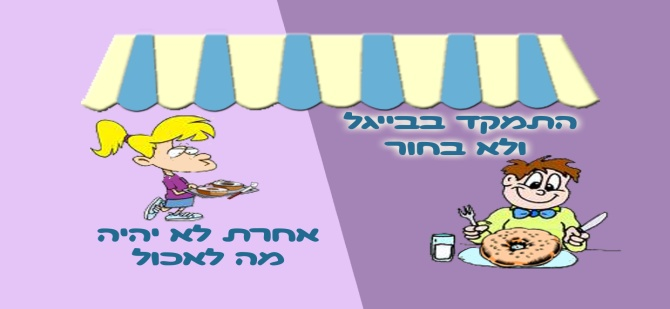 התמקד בבייגל
ולא בחור
אחרת לא יהיה
מה לאכול